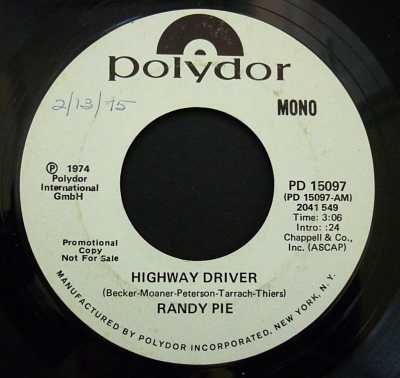 polydor
2/13/75
MONO
℗ 1974
Polydor
International
GmbH
PD 15097
(PD 15097-AM)
2041 549
Time: 3:06
Intro: :24
Chappell & Co.,
Inc. (ASCAP)
Promotional
Copy
Not For Sale
HIGHWAY DRIVER
(Becker-Moaner-Peterson-Tarrach-Thiers)
RANDY PIE
MANUFACTURED BY POLYDOR INCORPORATED, NEW YORK, N.Y.